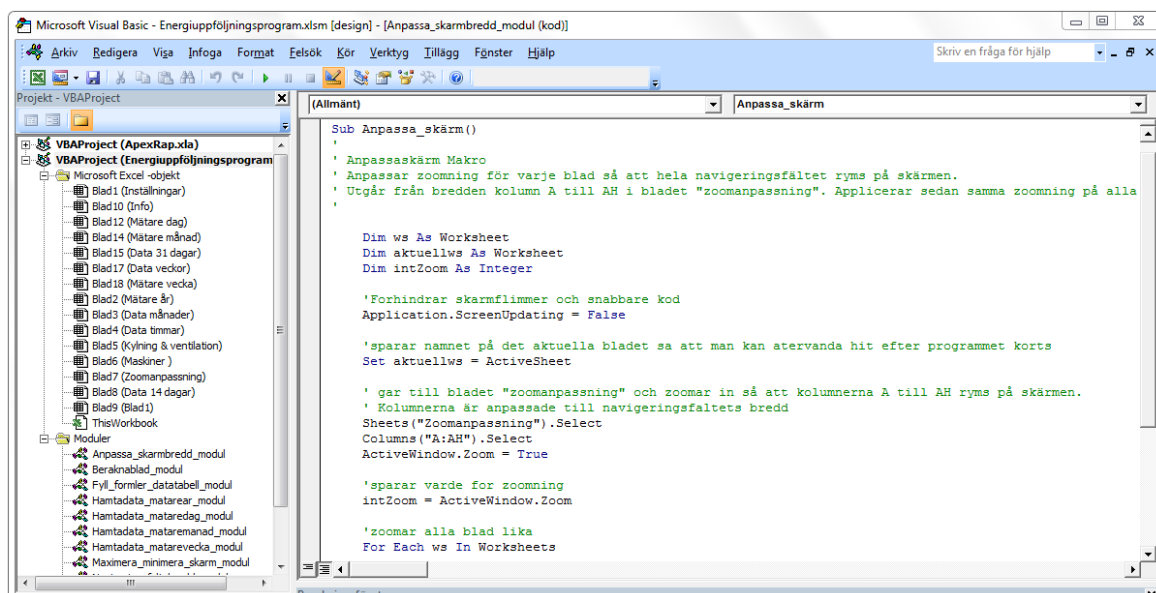 Microsoft Visual Basic - Energiuppföljningsprogram.xlsm [design] - [Anpassa_skarmbredd_modul (kod)]
Arkiv Redigera Visa Infoga Format Felsök Kör Verktyg Tillägg Fönster Hjälp
Skriv en fråga för hjälp
Projekt - VBAProject
VBAProject (ApexRap.xla)
VBAProject (Energiuppföljningsprogram
Microsoft Excel -objekt
Blad1 (Inställningar)
Blad10 (Info)
Blad12 (Mätare dag)
Blad14 (Mätare månad)
Blad15 (Data 31 dagar)
Blad17 (Data veckor)
Blad18 (Mätare vecka)
Blad2 (Mätare år)
Blad3 (Data månader)
Blad4 (Data timmar)
Blad5 (Kylning & ventilation)
Blad6 (Maskiner )
Blad7 (Zoomanpassning)
Blad8 (Data 14 dagar)
Blad9 (Blad1)
ThisWorkbook
Moduler
Anpassa_skarmbredd_modul
Beraknablad_modul
Fyll_formler_datatabell_modul
Hamtadata_matarear_modul
Hamtadata_mataredag_modul
Hamtadata_mataremanad_modul
Hamtadata_matarevecka_modul
Maximera_minimera_skarm_modul
(Allmänt)
Anpassa_skärm
Sub Anpassa_skärm()
'
' Anpassaskärm Makro
' Anpassar zoomning för varje blad så att hela navigeringsfältet ryms på skärmen.
' Utgår från bredden kolumn A till AH i bladet "zoomanpassning". Applicerar sedan samma zoomning på alla
'
Dim ws As Worksheet
Dim aktuellws As Worksheet
Dim intZoom As Integer
'Forhindrar skarmflimmer och snabbare kod
Application.ScreenUpdating = False
'sparar namnet på det aktuella bladet sa att man kan atervanda hit efter programmet korts
Set aktuellws = ActiveSheet
' gar till bladet "zoomanpassning" och zoomar in så att kolumnerna A till AH ryms på skärmen.
' Kolumnerna är anpassade till navigeringsfaltets bredd
Sheets("Zoomanpassning").Select
Columns("A:AH").Select
ActiveWindow.Zoom = True
'sparar varde for zoomning
intZoom = ActiveWindow.Zoom
'zoomar alla blad lika
For Each ws In Worksheets